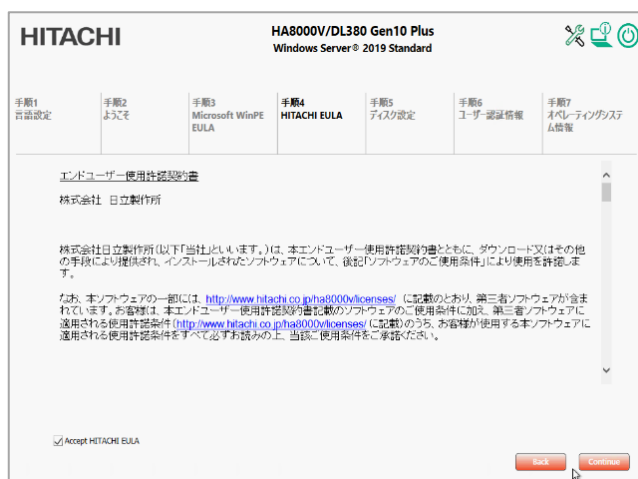 HITACHI
HA8000V/DL380 Gen10 Plus
Windows Server® 2019 Standard
手順1
言語設定
手順2
ようこそ
手順3
Microsoft WinPE
EULA
手順4
HITACHI EULA
手順5
ディスク設定
手順6
ユーザー認証情報
手順7
オペレーティングシステ
ム情報
エンドユーザー使用許諾契約書
株式会社 日立製作所
株式会社日立製作所(以下「当社」といいます。)は、本エンドユーザー使用許諾契約書とともに、ダウンロード又はその他
の手段により提供され、インストールされたソフトウェアについて、後記「ソフトウェアのご使用条件」により使用を許諾しま
す。
なお、本ソフトウェアの一部には、http://www.hitachi.co.jp/ha8000v/licenses/ に記載のとおり、第三者ソフトウェアが含ま
れています。お客様は、本エンドユーザー使用許諾契約書記載のソフトウェアのご使用条件に加え、第三者ソフトウェアに
適用される使用許諾条件(http://www.hitachi.co.jp/ha8000v/licenses/ に記載)のうち、お客様が使用する本ソフトウェアに
適用される使用許諾条件をすべて必ずお読みの上、当該ご使用条件をご承諾ください。
Accept HITACHI EULA
Back
Continue